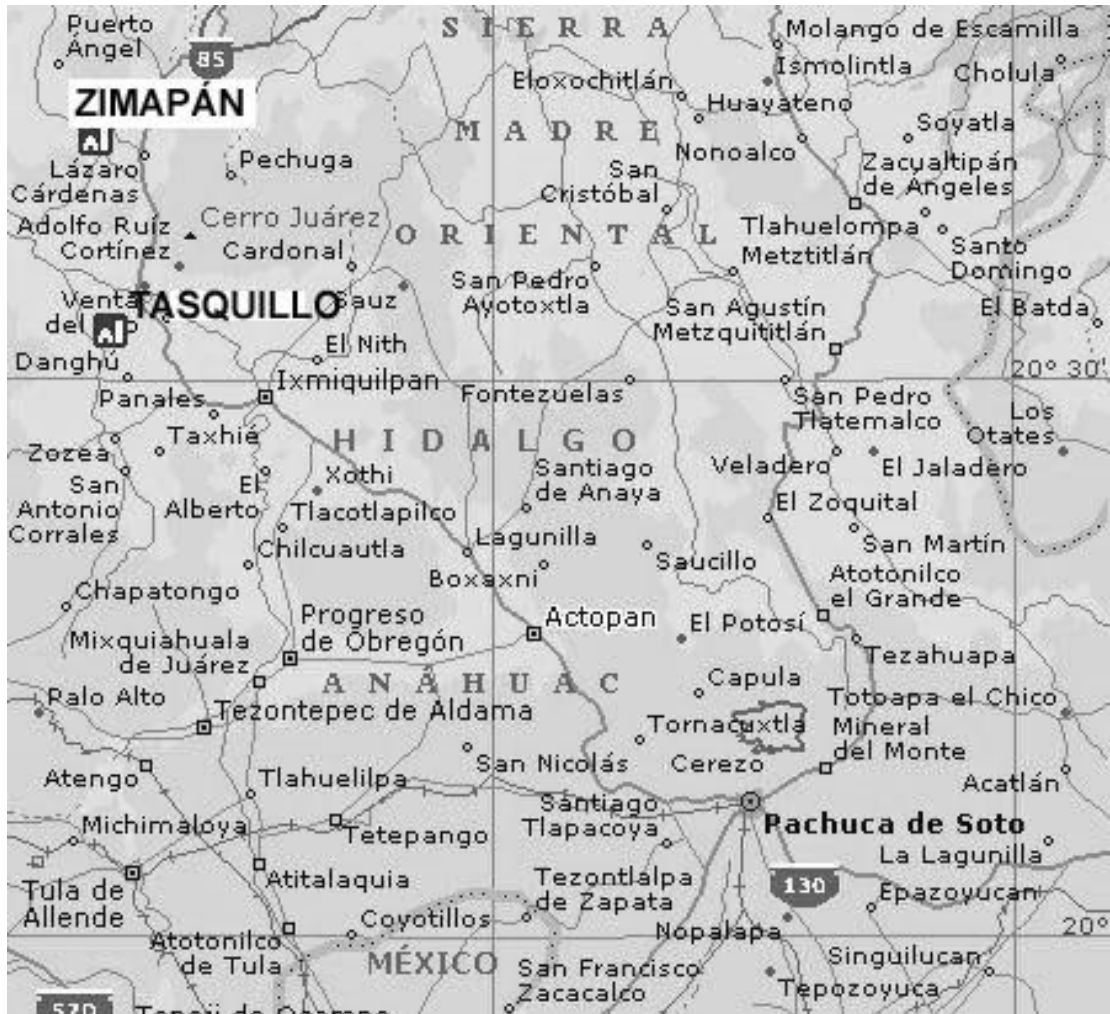 Puerto
Ángel
85
SIERRA
Molango de Escamilla
Ismolintla
Cholula
Eloxochitlán
Huayateno
ZIMAPÁN
MADRE
Soyatla
Nonoalco
Pechuga
Lázaro
Cárdenas
San
Cristóbal
Zacualtipán
de Ángeles
Adolfo Ruíz
Cortínez
Cerro Juárez
Cardonal
ORIENTAL
Tlahuelompa
Metztitlán
Santo
Domingo
San Pedro
Ayotoxtla
Venta
del
TASQUILLO
Sauz
San Agustín
Metzquititlán
El Batda
Danghú
El Nith
Ixmiquilpan
20° 30'
Panales
Fontezuelas
San Pedro
Tlatemalco
Los
Otates
Taxhie
HIDALGO
Zozea
Xothi
Santiago
de Anaya
Veladero
El Jaladero
San
Antonio
Corrales
El
Alberto
Tlacotlapilco
El Zoquital
Chilcuautla
Lagunilla
Saucillo
San Martín
Boxaxni
Chapatongo
Atotonilco
el Grande
Progreso
de Obregón
Actopan
El Potosí
Mixquiahuala
de Juárez
Tezahuapa
ANÁHUAC
Capula
Totoapa el Chico
Palo Alto
Tezontepec de Aldama
Tornacuxtla
Mineral
del Monte
Atengo
Tlahuelilpa
San Nicolás
Cerezo
Acatlán
Michimaloya
Tetepango
Santiago
Tlapacoya
Pachuca de Soto
La Lagunilla
Tula de
Allende
Atitalaquia
Tezontlalpa
de Zapata
130
Epazoyucan
Coyotillos
Nopalapa
20°
Atotonilco
de Tula
MÉXICO
San Francisco
Zacacalco
Singuilucan
Tepozoyuca
57D